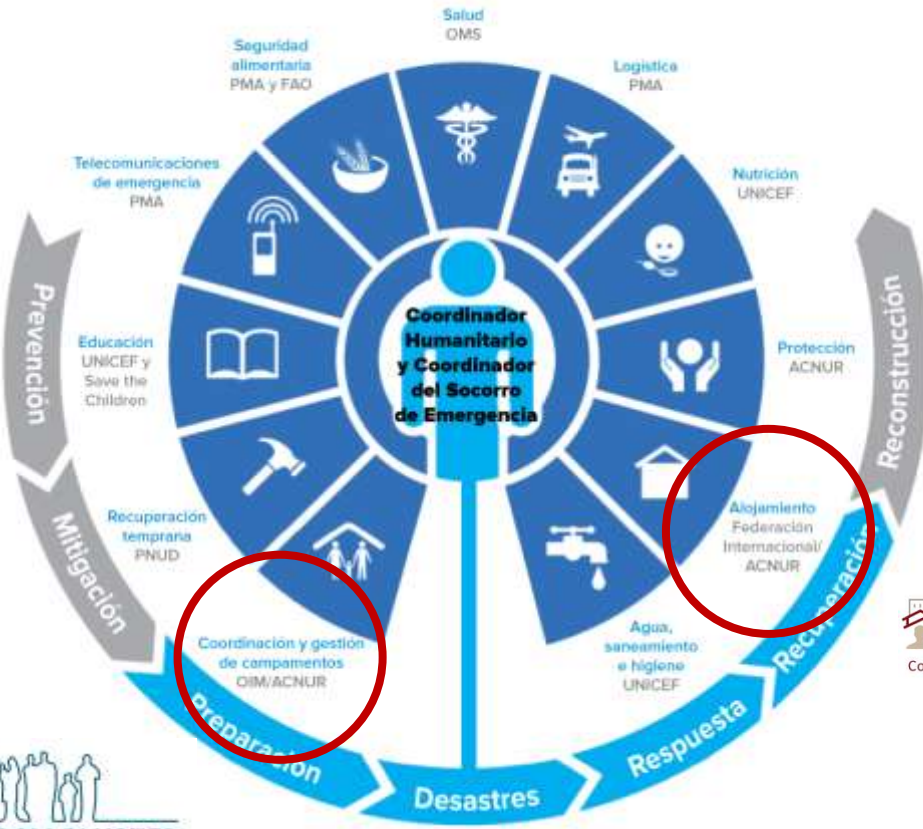 Salud
OMS
Seguridad
alimentaria
PMA y FAO
Logística
PMA
Telecomunicaciones
de emergencia
PMA
Nutrición
UNICEF
Educación
UNICEF y
Save the
Children
Coordinador
Humanitario
y Coordinador
del Socorro
de Emergencia
Protección
ACNUR
Recuperación
temprana
PNUD
Alojamiento
Federación
Internacional/
ACNUR
Coordinación y gestión
de campamentos
OIM/ACNUR
Agua,
saneamiento
e higiene
UNICEF
Prevención
Mitigación
Preparación
Desastres
Respuesta
Recuperación
Reconstrucción
Co